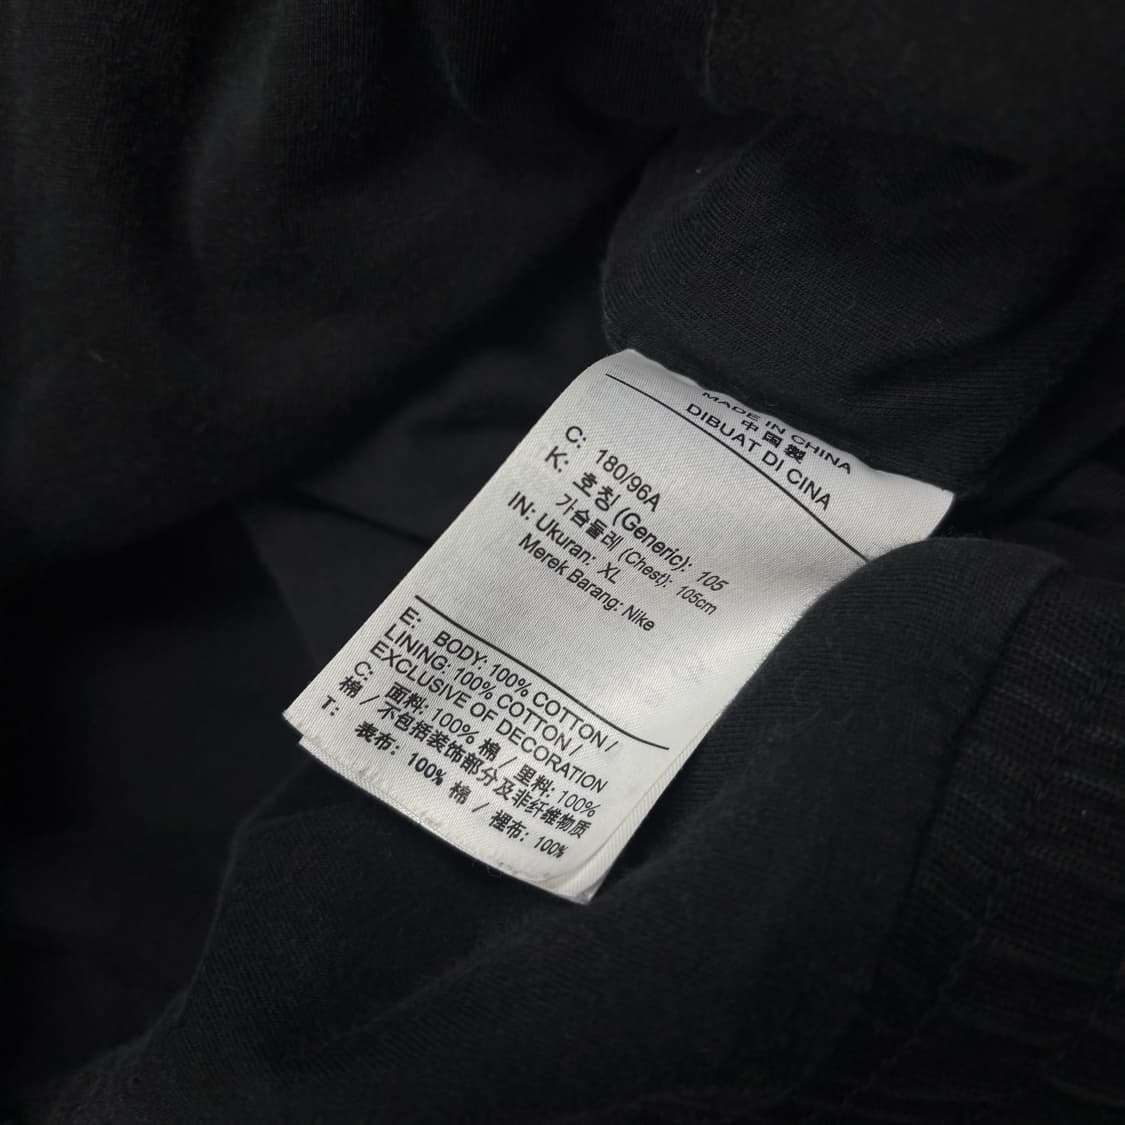 MADE IN CHINA
中国製
DIBUAT DI CINA
C: 180/96A
K: 호칭 (Generic): 105
가슴둘레 (Chest): 105cm
IN: Ukuran: XL
Merek Barang: Nike
E: BODY: 100% COTTON /
LINING: 100% COTTON /
EXCLUSIVE OF DECORATION
C: 面料: 100% 棉 / 里料: 100%
棉 / 不包括装饰部分及非纤维物质
T: 表布: 100% 棉 / 裡布: 100%